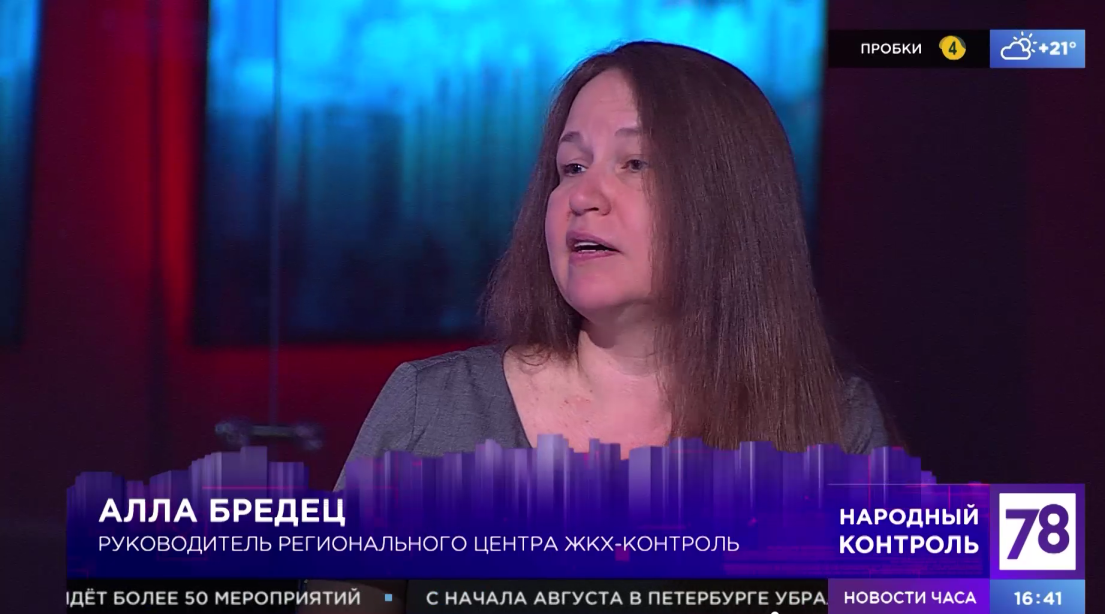 ПРОБКИ 4 +21°
АЛЛА БРЕДЕЦ
РУКОВОДИТЕЛЬ РЕГИОНАЛЬНОГО ЦЕНТРА ЖКХ-КОНТРОЛЬ
НАРОДНЫЙ
КОНТРОЛЬ
78
БОЛЕЕ 50 МЕРОПРИЯТИЙ
С НАЧАЛА АВГУСТА В ПЕТЕРБУРГЕ
НОВОСТИ ЧАСА
16:41